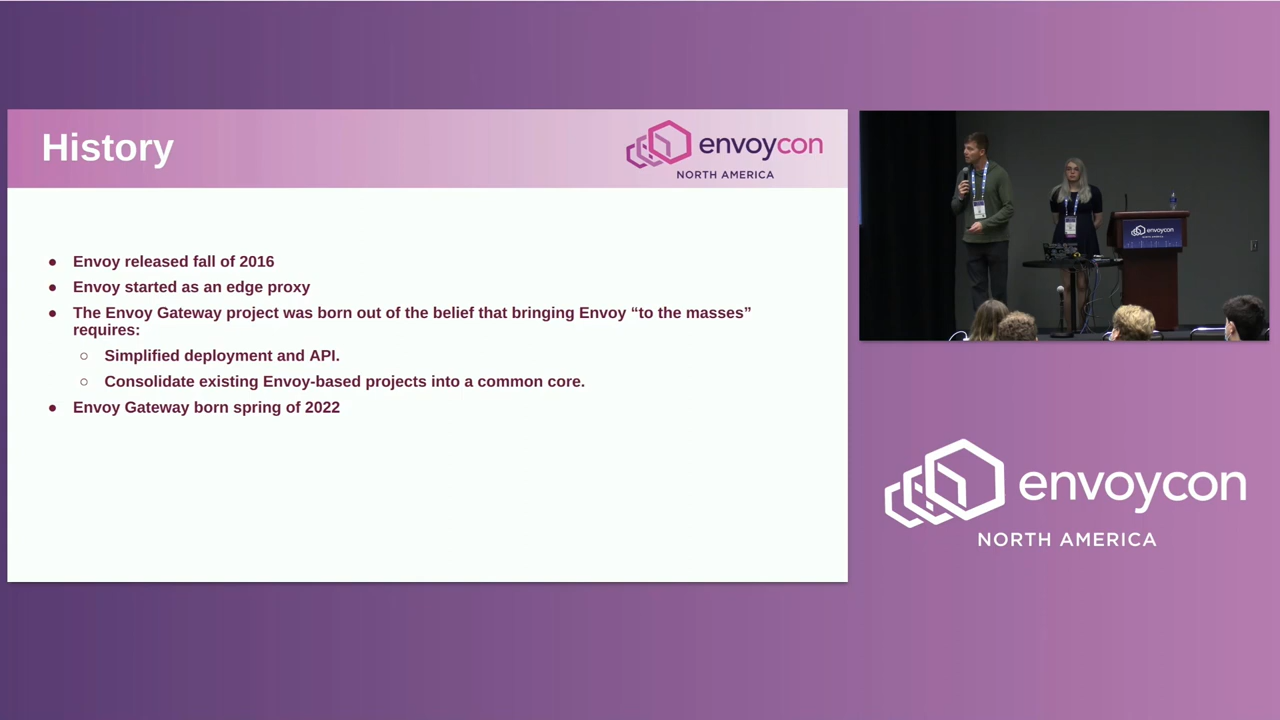 History
envoycon
NORTH AMERICA
● Envoy released fall of 2016
● Envoy started as an edge proxy
● The Envoy Gateway project was born out of the belief that bringing Envoy “to the masses”
requires:
○ Simplified deployment and API.
○ Consolidate existing Envoy-based projects into a common core.
● Envoy Gateway born spring of 2022
envoycon
envoycon
NORTH AMERICA